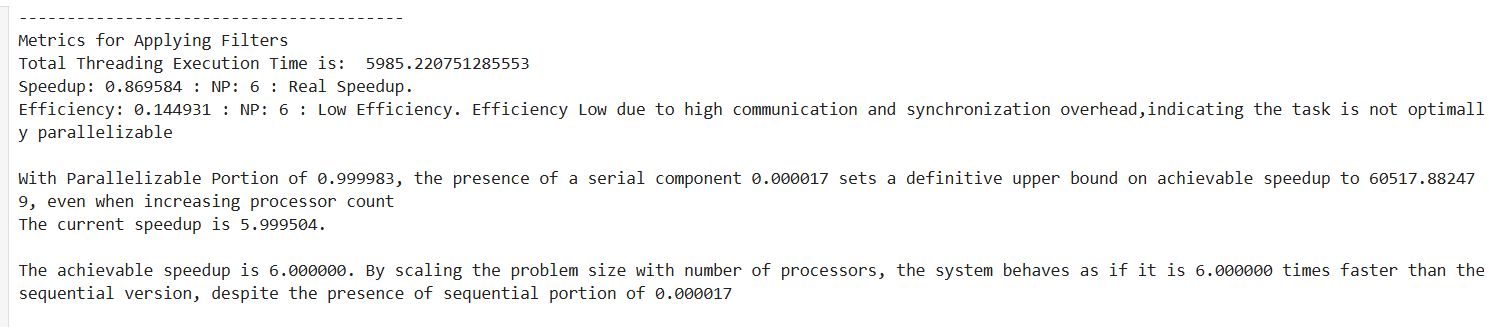 ----------------------------------------
Metrics for Applying Filters
Total Threading Execution Time is:  5985.220751285553
Speedup: 0.869584 : NP: 6 : Real Speedup.
Efficiency: 0.144931 : NP: 6 : Low Efficiency. Efficiency Low due to high communication and synchronization overhead,indicating the task is not optimall
y parallelizable
With Parallelizable Portion of 0.999983, the presence of a serial component 0.000017 sets a definitive upper bound on achievable speedup to 60517.88247
9, even when increasing processor count
The current speedup is 5.999504.
The achievable speedup is 6.000000. By scaling the problem size with number of processors, the system behaves as if it is 6.000000 times faster than the
sequential version, despite the presence of sequential portion of 0.000017